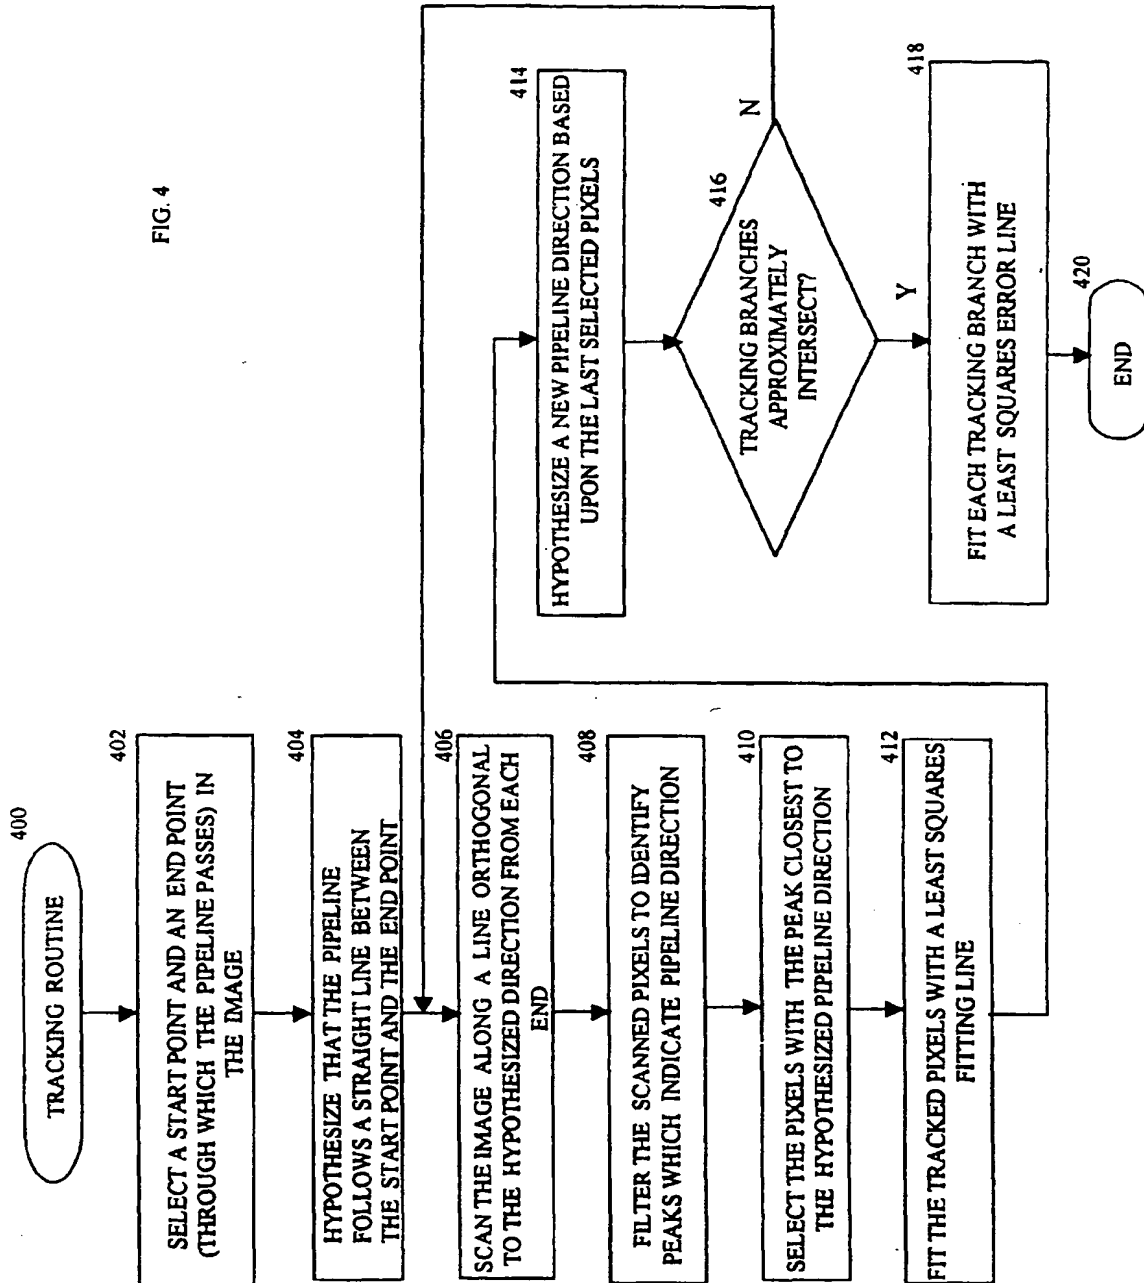 FIG. 4
400
TRACKING ROUTINE
402
SELECT A START POINT AND AN END POINT
(THROUGH WHICH THE PIPELINE PASSES) IN
THE IMAGE
404
HYPOTHESIZE THAT THE PIPELINE
FOLLOWS A STRAIGHT LINE BETWEEN
THE START POINT AND THE END POINT
406
SCAN THE IMAGE ALONG A LINE ORTHOGONAL
TO THE HYPOTHESIZED DIRECTION FROM EACH
END
408
FILTER THE SCANNED PIXELS TO IDENTIFY
PEAKS WHICH INDICATE PIPELINE DIRECTION
410
SELECT THE PIXELS WITH THE PEAK CLOSEST TO
THE HYPOTHESIZED PIPELINE DIRECTION
412
FIT THE TRACKED PIXELS WITH A LEAST SQUARES
FITTING LINE
414
HYPOTHESIZE A NEW PIPELINE DIRECTION BASED
UPON THE LAST SELECTED PIXELS
416
TRACKING BRANCHES
APPROXIMATELY
INTERSECT?
N
Y
418
FIT EACH TRACKING BRANCH WITH
A LEAST SQUARES ERROR LINE
420
END